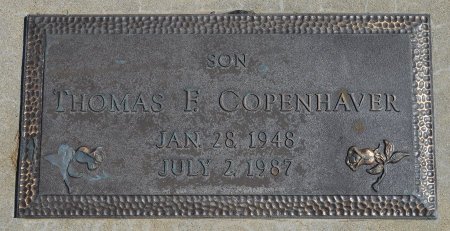 SON
THOMAS F. COPENHAVER
JAN. 28, 1948
JULY 2, 1987